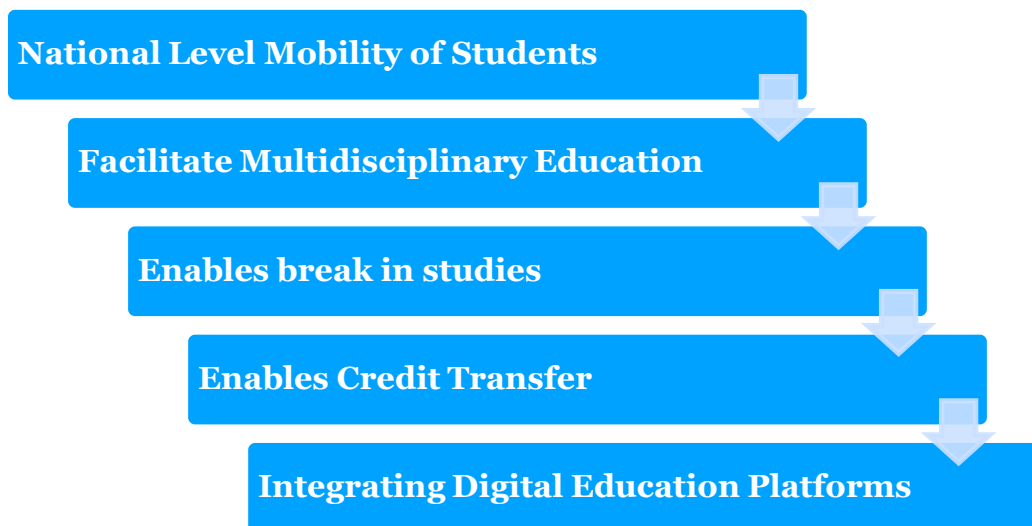 National Level Mobility of Students
Facilitate Multidisciplinary Education
Enables break in studies
Enables Credit Transfer
Integrating Digital Education Platforms